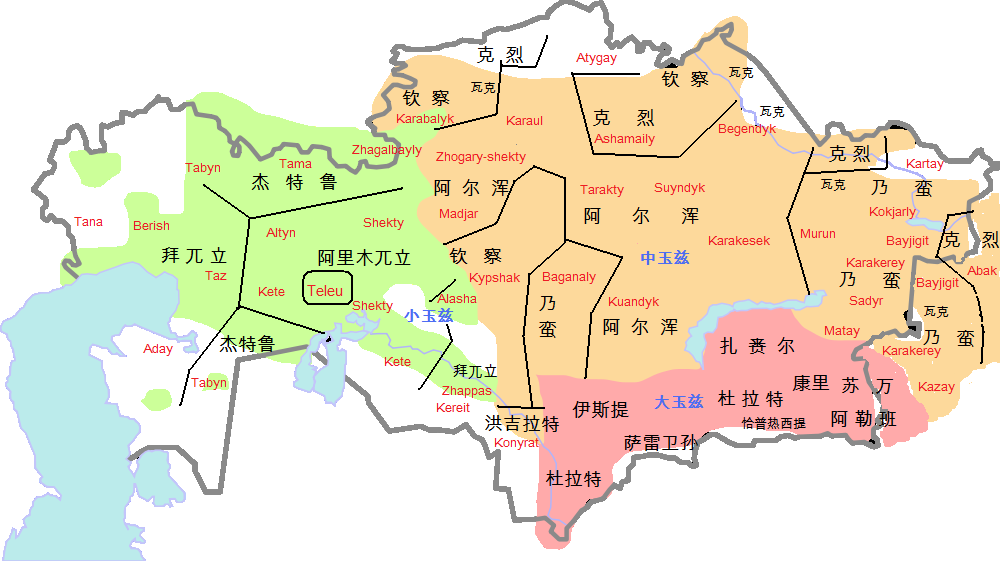 克 烈
Atygay
钦 察
瓦克
钦 察
瓦克
Karabalyk
Karaul
克 烈
Ashamaily
瓦克
Begendyk
Zhagalbayly
Zhogary-shekty
克 烈
Kartay
Tabyn
Tama
杰 特 鲁
阿 尔 浑
Tarakty
Suyndyk
瓦克
乃 蛮
Tana
Berish
Altyn
Shekty
Madjar
阿 尔 浑
Kokjarly
Karakesek
Murun
Bayjigit
克 烈
拜 兀 立
阿里木兀立
钦 察
中玉兹
Karakerey
Abak
Taz
Kete
Teleu
Kypshak
Baganaly
乃 蛮
Bayjigit
Shekty
Alasha
小玉兹
乃 蛮
Kuandyk
阿 尔 浑
Sadyr
瓦克
乃 蛮
Aday
杰特鲁
Matay
扎 赉 尔
Karakerey
Kete
拜兀立
Tabyn
Zhappas
Kereit
康里
苏 万
Kazay
伊斯提
大玉兹
杜 拉 特
洪吉拉特
恰普热西提
阿 勒 班
Konyrat
萨雷卫孙
杜拉特